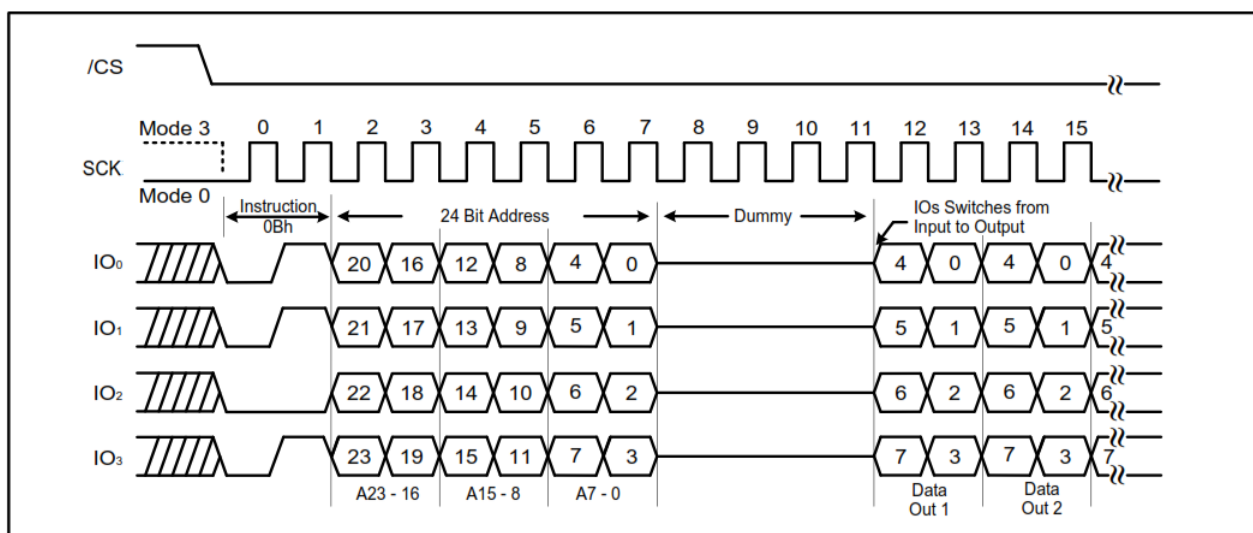 /CS
Mode 3 0 1 2 3 4 5 6 7 8 9 10 11 12 13 14 15
SCK
Mode 0
Instruction
0Bh
24 Bit Address
Dummy
IOs Switches from
Input to Output
IO0 20 16 12 8 4 0 4 0 4 0 4
IO1 21 17 13 9 5 1 5 1 5 1 5
IO2 22 18 14 10 6 2 6 2 6 2 6
IO3 23 19 15 11 7 3 7 3 7 3 7
A23 - 16 A15 - 8 A7 - 0
Data
Out 1
Data
Out 2